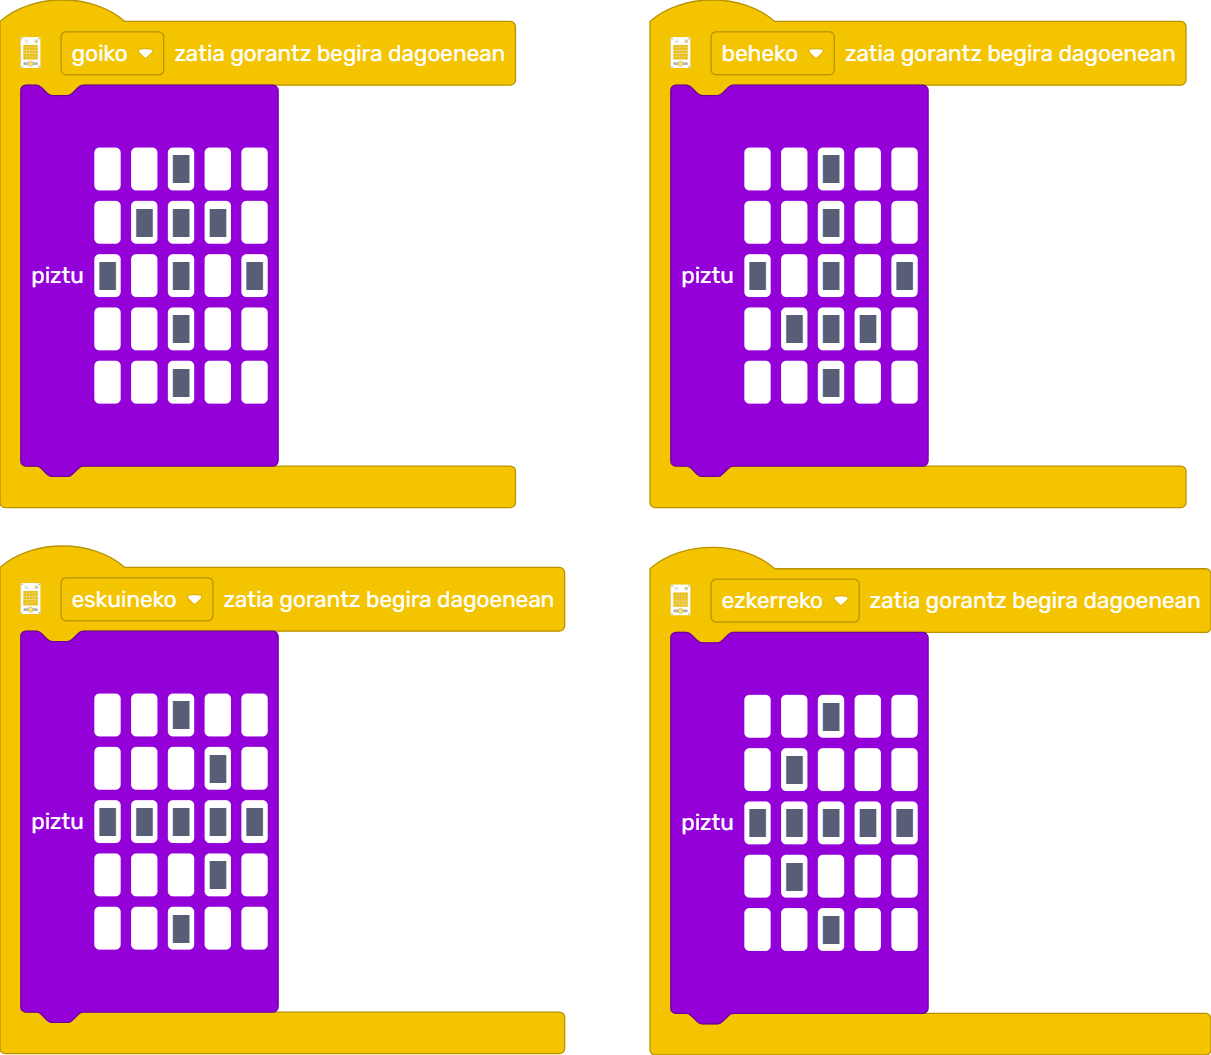 goiko zatia gorantz begira dagoenean
piztu
beheko zatia gorantz begira dagoenean
piztu
eskuineko zatia gorantz begira dagoenean
piztu
ezkerreko zatia gorantz begira dagoenean
piztu